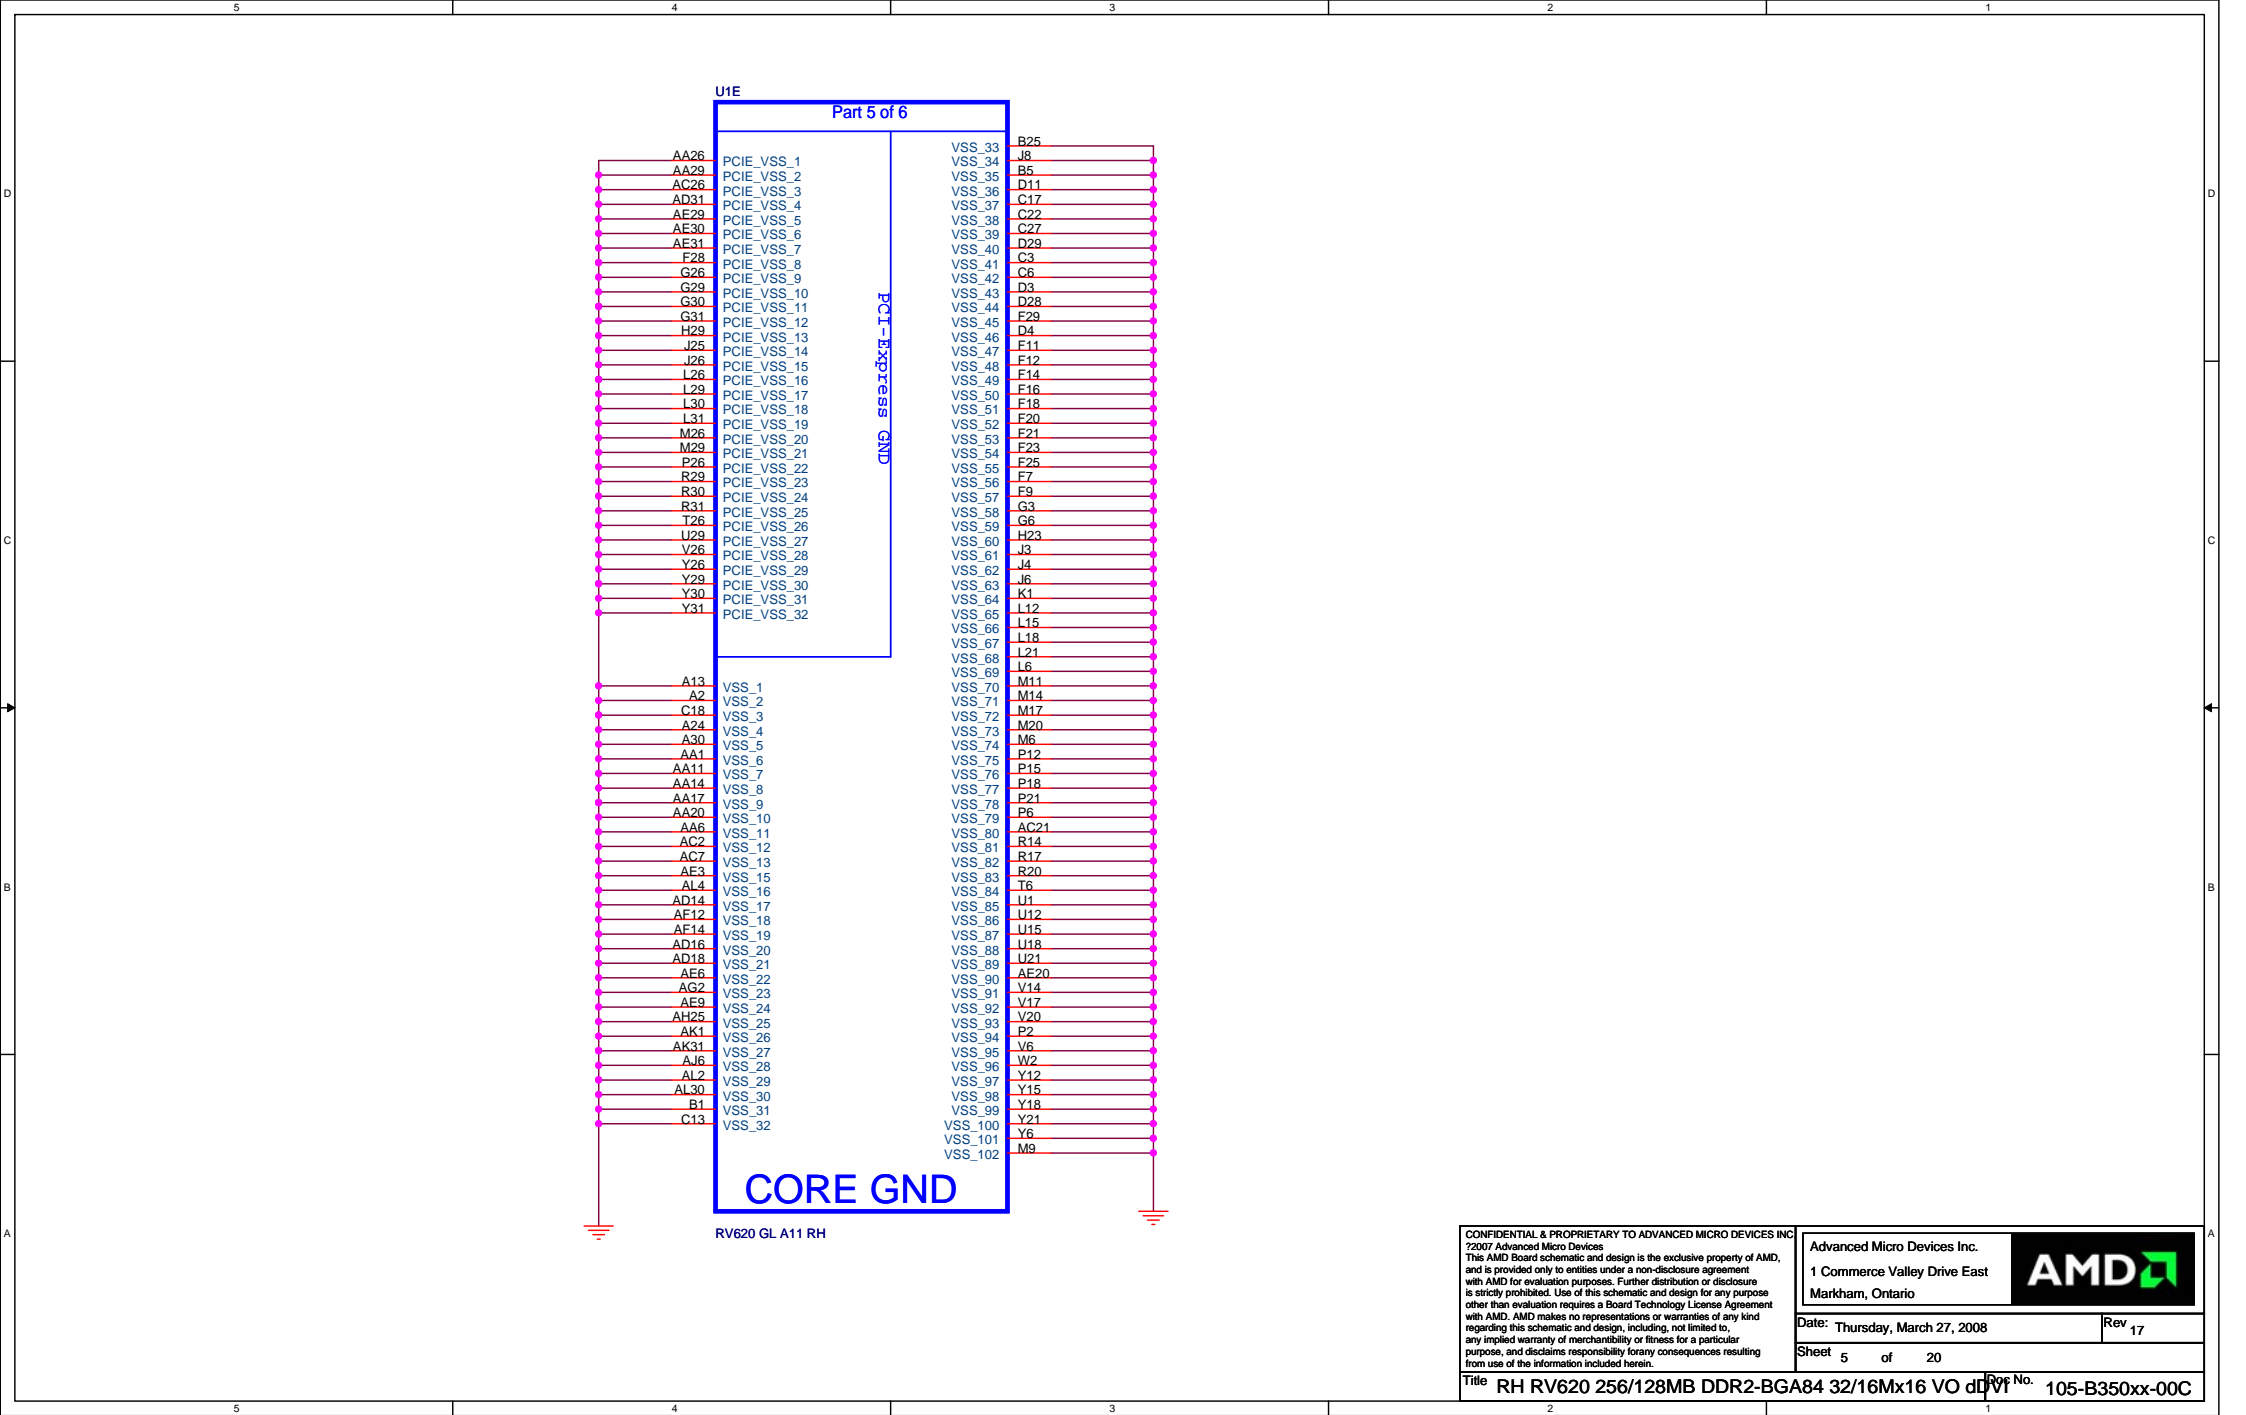 5 4 3 2 1
U1E
Part 5 of 6
PCI-Express GND
AA26 PCIE_VSS_1
AA29 PCIE_VSS_2
AC26 PCIE_VSS_3
AD31 PCIE_VSS_4
AE29 PCIE_VSS_5
AE30 PCIE_VSS_6
AE31 PCIE_VSS_7
F28 PCIE_VSS_8
G26 PCIE_VSS_9
G29 PCIE_VSS_10
G30 PCIE_VSS_11
G31 PCIE_VSS_12
H29 PCIE_VSS_13
J25 PCIE_VSS_14
J26 PCIE_VSS_15
L26 PCIE_VSS_16
L29 PCIE_VSS_17
L30 PCIE_VSS_18
L31 PCIE_VSS_19
M26 PCIE_VSS_20
M29 PCIE_VSS_21
P26 PCIE_VSS_22
R29 PCIE_VSS_23
R30 PCIE_VSS_24
R31 PCIE_VSS_25
T26 PCIE_VSS_26
U29 PCIE_VSS_27
V26 PCIE_VSS_28
Y26 PCIE_VSS_29
Y29 PCIE_VSS_30
Y30 PCIE_VSS_31
Y31 PCIE_VSS_32
A13 VSS_1
A2 VSS_2
C18 VSS_3
A24 VSS_4
A30 VSS_5
AA1 VSS_6
AA11 VSS_7
AA14 VSS_8
AA17 VSS_9
AA20 VSS_10
AA6 VSS_11
AC2 VSS_12
AC7 VSS_13
AE3 VSS_15
AL4 VSS_16
AD14 VSS_17
AF12 VSS_18
AF14 VSS_19
AD16 VSS_20
AD18 VSS_21
AE6 VSS_22
AG2 VSS_23
AE9 VSS_24
AH25 VSS_25
AK1 VSS_26
AK31 VSS_27
AJ6 VSS_28
AL2 VSS_29
AL30 VSS_30
B1 VSS_31
C13 VSS_32
VSS_33 B25
VSS_34 J8
VSS_35 B5
VSS_36 D11
VSS_37 C17
VSS_38 C22
VSS_39 C27
VSS_40 D29
VSS_41 C3
VSS_42 C6
VSS_43 D3
VSS_44 D28
VSS_45 F29
VSS_46 D4
VSS_47 F11
VSS_48 F12
VSS_49 F14
VSS_50 F16
VSS_51 F18
VSS_52 F20
VSS_53 F21
VSS_54 F23
VSS_55 F25
VSS_56 F7
VSS_57 F9
VSS_58 G3
VSS_59 G6
VSS_60 H23
VSS_61 J3
VSS_62 J4
VSS_63 J6
VSS_64 K1
VSS_65 L12
VSS_66 L15
VSS_67 L18
VSS_68 L21
VSS_69 L6
VSS_70 M11
VSS_71 M14
VSS_72 M17
VSS_73 M20
VSS_74 M6
VSS_75 P12
VSS_76 P15
VSS_77 P18
VSS_78 P21
VSS_79 P6
VSS_80 AC21
VSS_81 R14
VSS_82 R17
VSS_83 R20
VSS_84 T6
VSS_85 U1
VSS_86 U12
VSS_87 U15
VSS_88 U18
VSS_89 U21
VSS_90 AE20
VSS_91 V14
VSS_92 V17
VSS_93 V20
VSS_94 P2
VSS_95 V6
VSS_96 W2
VSS_97 Y12
VSS_98 Y15
VSS_99 Y18
VSS_100 Y21
VSS_101 Y6
VSS_102 M9
CORE GND
RV620 GL A11 RH
D D
C C
B B
A A
CONFIDENTIAL & PROPRIETARY TO ADVANCED MICRO DEVICES INC
?2007 Advanced Micro Devices
This AMD Board schematic and design is the exclusive property of AMD,
and is provided only to entities under a non-disclosure agreement
with AMD for evaluation purposes. Further distribution or disclosure
is strictly prohibited. Use of this schematic and design for any purpose
other than evaluation requires a Board Technology License Agreement
with AMD. AMD makes no representations or warranties of any kind
regarding this schematic and design, including, not limited to,
any implied warranty of merchantibility or fitness for a particular
purpose, and disclaims responsibility forany consequences resulting
from use of the information included herein.
Advanced Micro Devices Inc.
1 Commerce Valley Drive East
Markham, Ontario
AMD
Date: Thursday, March 27, 2008
Rev 17
Sheet 5 of 20
Title RH RV620 256/128MB DDR2-BGA84 32/16Mx16 VO dDVI
Doc No. 105-B350xx-00C
5 4 3 2 1